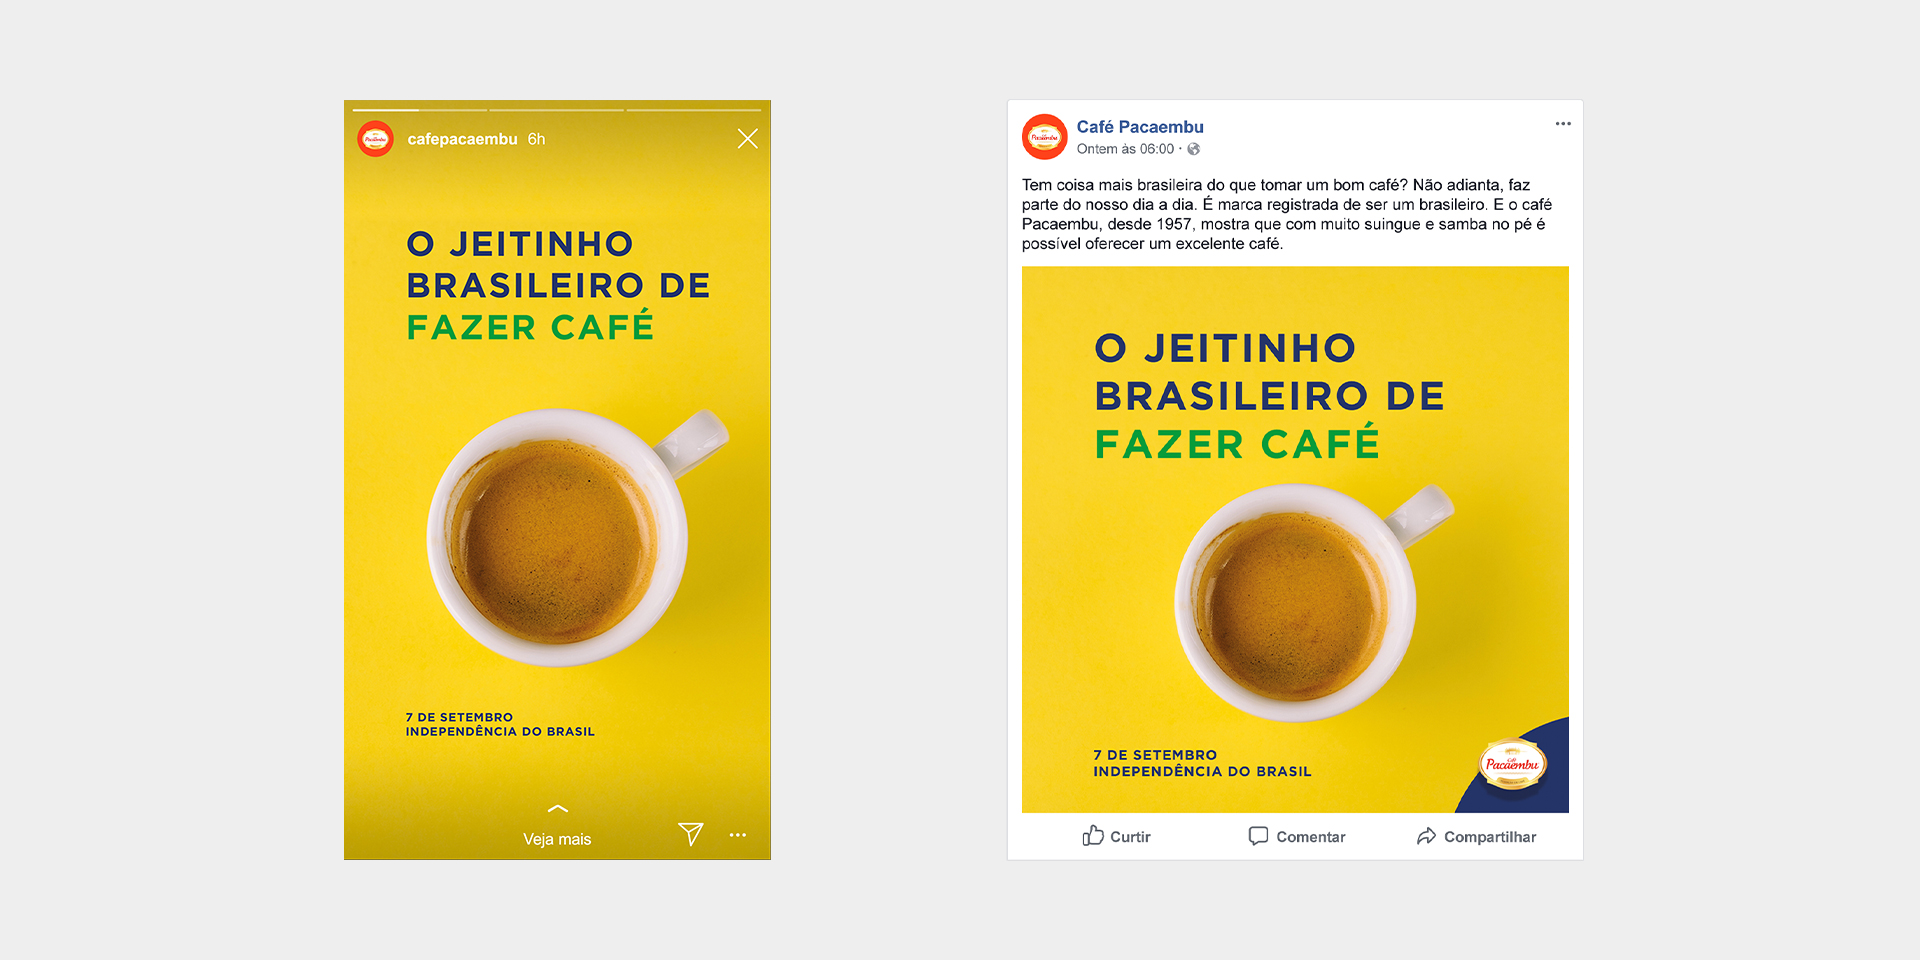 cafepacaembu 6h
O JEITINHO
BRASILEIRO DE
FAZER CAFÉ
7 DE SETEMBRO
INDEPENDÊNCIA DO BRASIL
Veja mais
Café Pacaembu
Ontem às 06:00 ·
Tem coisa mais brasileira do que tomar um bom café? Não adianta, faz
parte do nosso dia a dia. É marca registrada de ser um brasileiro. E o café
Pacaembu, desde 1957, mostra que com muito suingue e samba no pé é
possível oferecer um excelente café.
O JEITINHO
BRASILEIRO DE
FAZER CAFÉ
7 DE SETEMBRO
INDEPENDÊNCIA DO BRASIL
Café
Pacaembu
Curtir Comentar Compartilhar